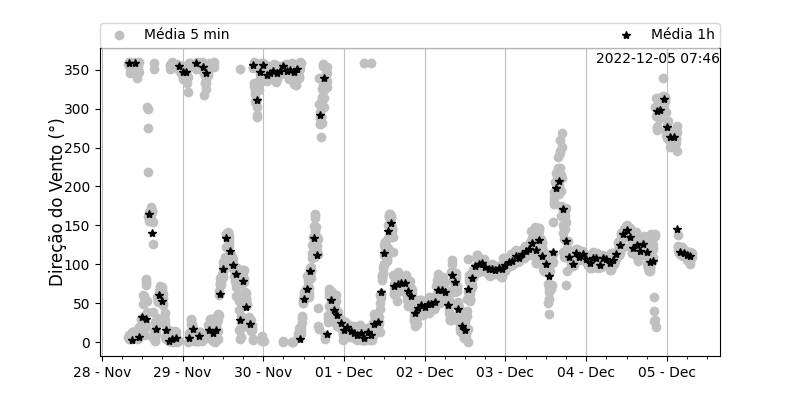 Média 5 min
Média 1h
2022-12-05 07:46
Direção do Vento (°)
350
300
250
200
150
100
50
0
28 - Nov
29 - Nov
30 - Nov
01 - Dec
02 - Dec
03 - Dec
04 - Dec
05 - Dec